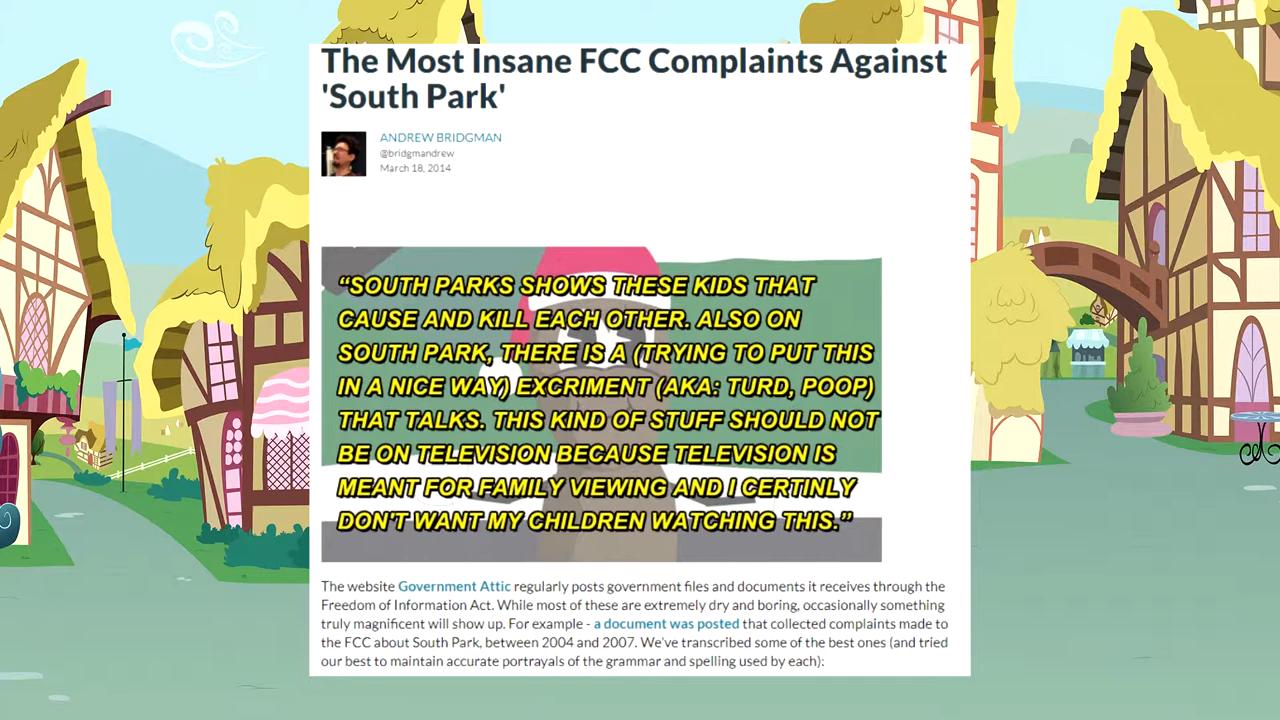 The Most Insane FCC Complaints Against
'South Park'
ANDREW BRIDGMAN
@bridgmandrew
March 18, 2014
“SOUTH PARKS SHOWS THESE KIDS THAT
CAUSE AND KILL EACH OTHER. ALSO ON
SOUTH PARK, THERE IS A (TRYING TO PUT THIS
IN A NICE WAY) EXCRIMENT (AKA: TURD, POOP)
THAT TALKS. THIS KIND OF STUFF SHOULD NOT
BE ON TELEVISION BECAUSE TELEVISION IS
MEANT FOR FAMILY VIEWING AND I CERTINLY
DON'T WANT MY CHILDREN WATCHING THIS.”
The website Government Attic regularly posts government files and documents it receives through the
Freedom of Information Act. While most of these are extremely dry and boring, occasionally something
truly magnificent will show up. For example - a document was posted that collected complaints made to
the FCC about South Park, between 2004 and 2007. We've transcribed some of the best ones (and tried
our best to maintain accurate portrayals of the grammar and spelling used by each):